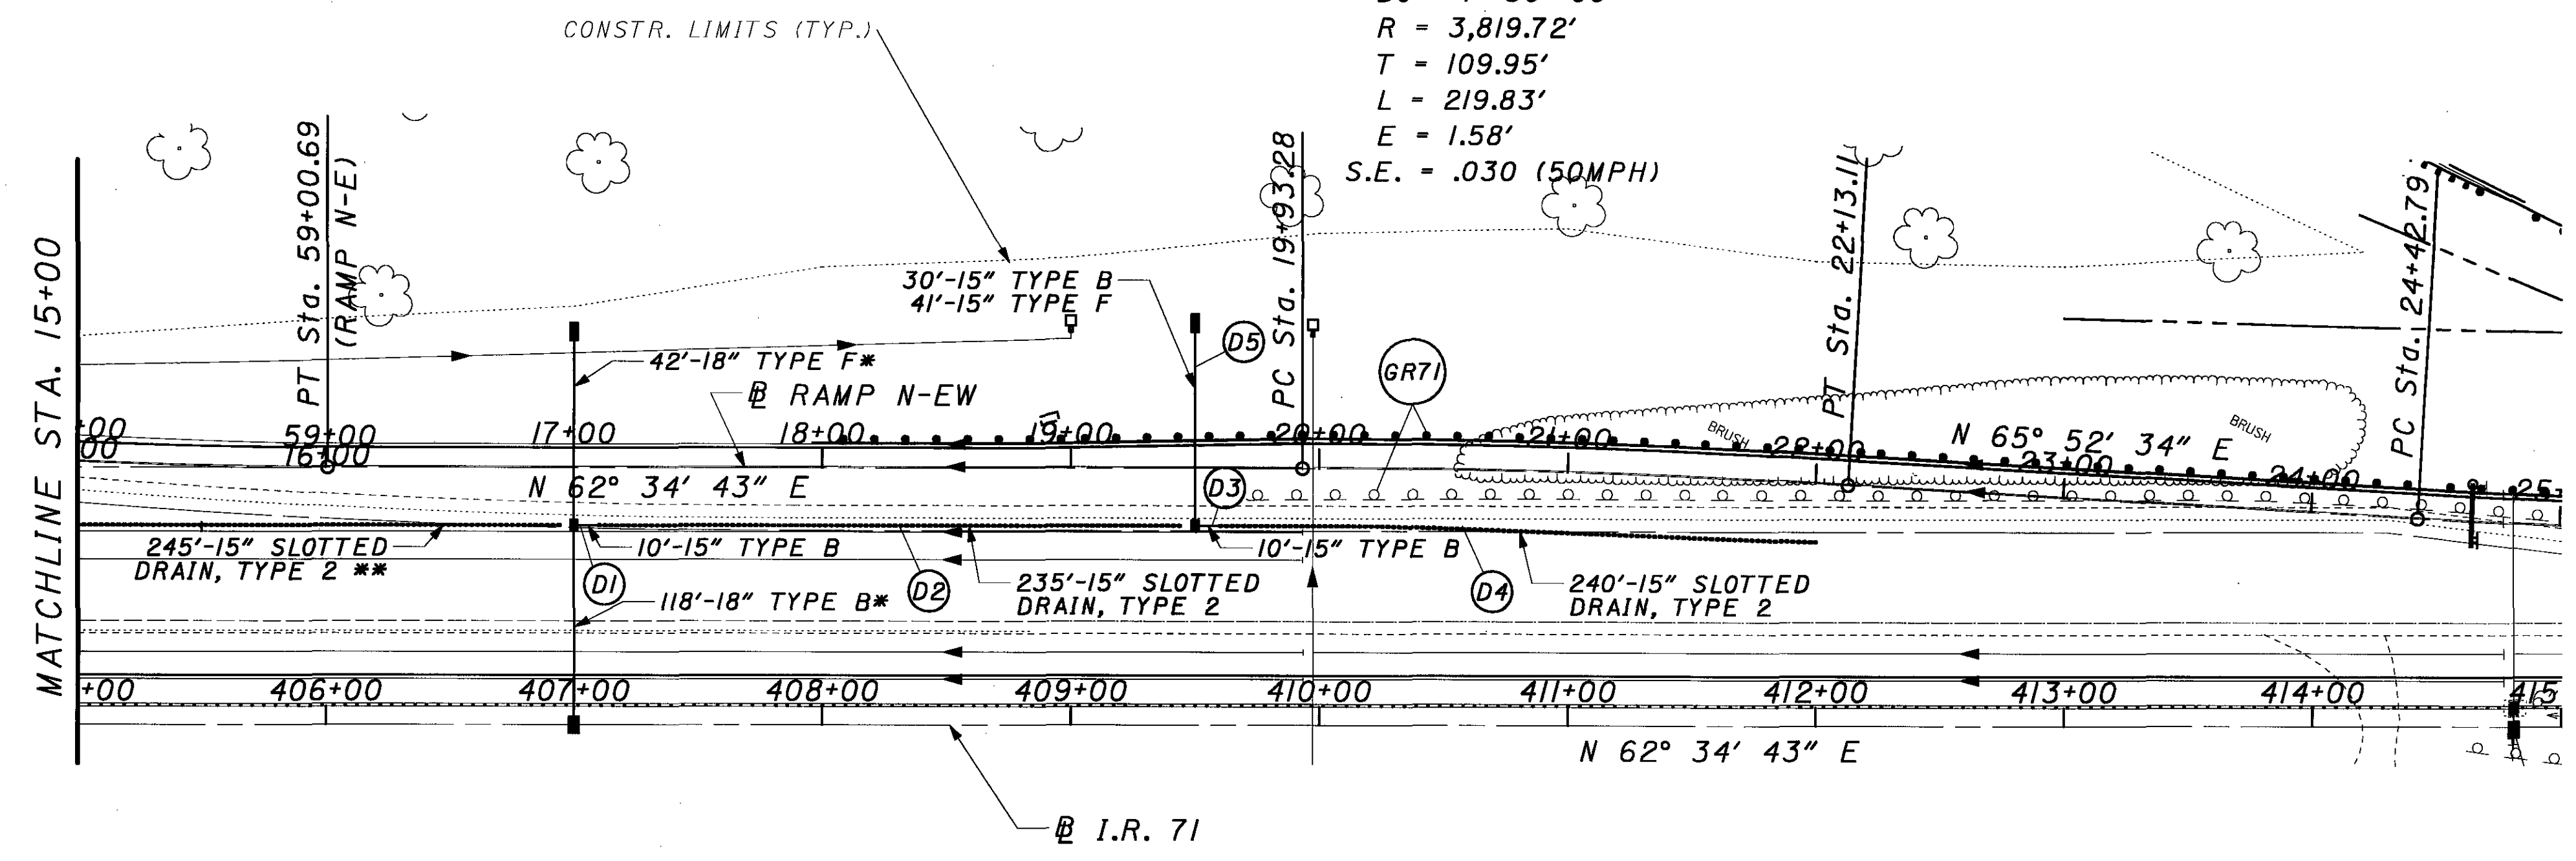 CONSTR. LIMITS (TYP.)
R = 3,819.72'
T = 109.95'
L = 219.83'
E = 1.58'
S.E. = .030 (50MPH)
MATCHLINE STA. 15+00
PT Sta. 59+00.69
(RAMP N-E)
PC Sta. 19+93.28
PT Sta. 22+13.11
PC Sta. 24+42.79
30'-15" TYPE B
41'-15" TYPE F
D5
42'-18" TYPE F*
GR71
℄ RAMP N-EW
+00
00
59+00
16+00
17+00
18+00
19+00
20+00
21+00
22+00
23+00
24+00
25
BRUSH
BRUSH
N 65° 52' 34" E
N 62° 34' 43" E
D3
245'-15" SLOTTED
DRAIN, TYPE 2 **
10'-15" TYPE B
10'-15" TYPE B
D1
D2
235'-15" SLOTTED
DRAIN, TYPE 2
D4
240'-15" SLOTTED
DRAIN, TYPE 2
118'-18" TYPE B*
+00
406+00
407+00
408+00
409+00
410+00
411+00
412+00
413+00
414+00
415
N 62° 34' 43" E
℄ I.R. 71